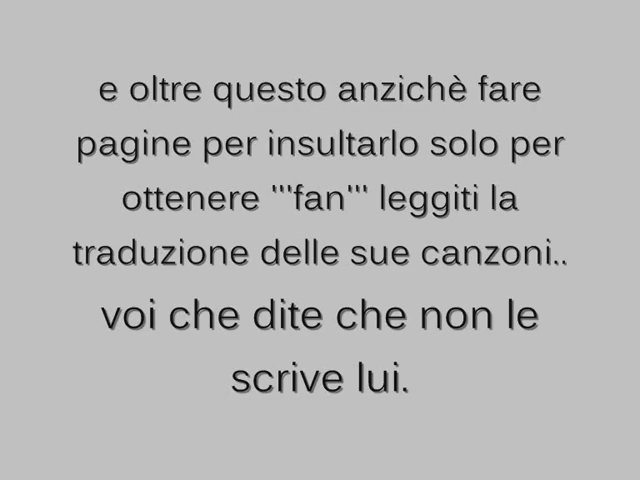 e oltre questo anzichè fare
pagine per insultarlo solo per
ottenere '''fan''' leggiti la
traduzione delle sue canzoni..
voi che dite che non le
scrive lui.